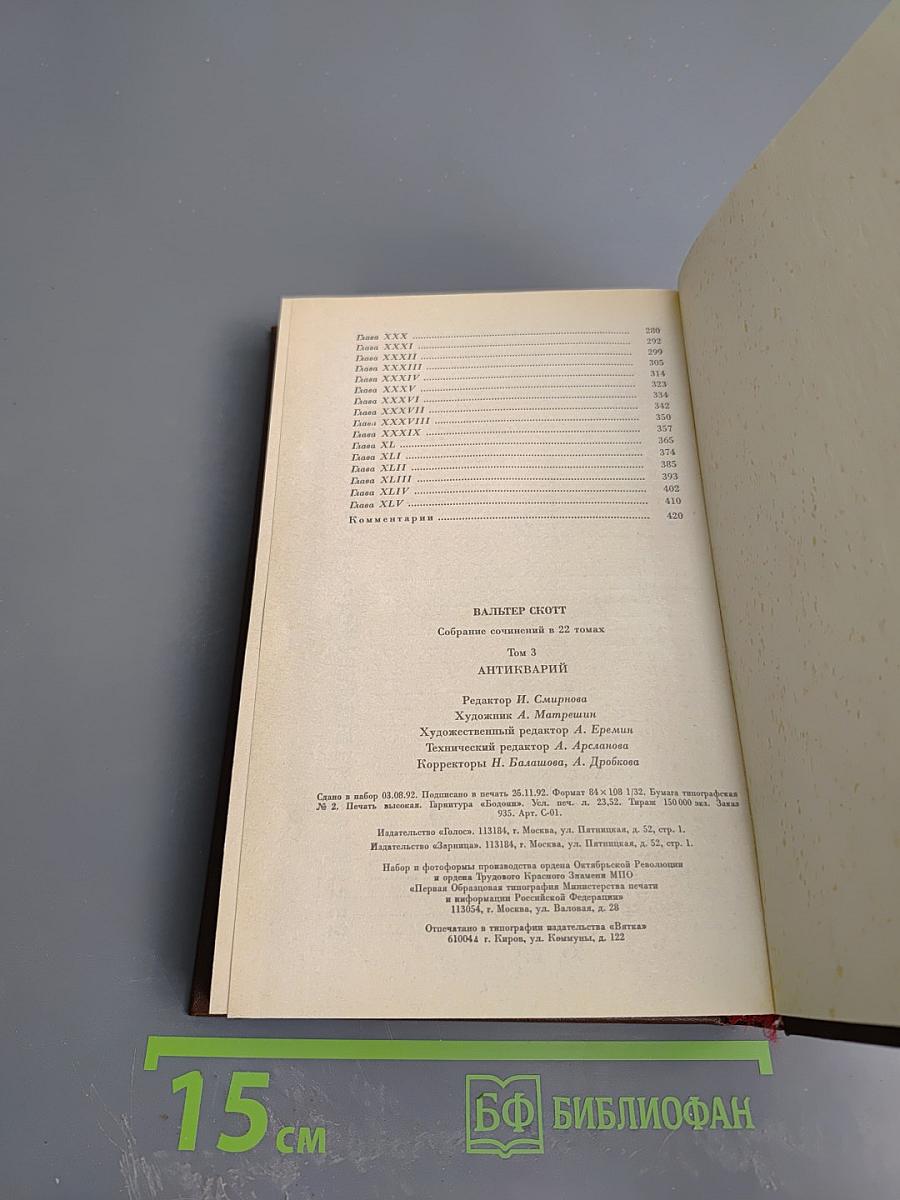 Глава XXX ........ 280
Глава XXXI ........ 292
Глава XXXII ........ 299
Глава XXXIII ........ 305
Глава XXXIV ........ 314
Глава XXXV ........ 323
Глава XXXVI ........ 334
Глава XXXVII ........ 342
Глава XXXVIII ........ 350
Глава XXXIX ........ 357
Глава XL ........ 365
Глава XLI ........ 374
Глава XLII ........ 385
Глава XLIII ........ 393
Глава XLIV ........ 402
Глава XLV ........ 410
Комментарии ........ 420
ВАЛЬТЕР СКОТТ
Собрание сочинений в 22 томах
Том 3
АНТИКВАРИЙ
Редактор И. Смирнова
Художник А. Матрешин
Художественный редактор А. Еремин
Технический редактор А. Арсланова
Корректоры Н. Балашова, А. Дробкова
Сдано в набор 03.08.92. Подписано в печать 25.11.92. Формат 84×108 1/32. Бумага типографская
№ 2. Печать высокая. Гарнитура «Бодони». Усл. печ. л. 23,52. Тираж 150 000 экз. Заказ
935. Арт. С-01.
Издательство «Голос». 113184, г. Москва, ул. Пятницкая, д. 52, стр. 1.
Издательство «Зарница». 113184, г. Москва, ул. Пятницкая, д. 52, стр. 1.
Набор и фотоформы производства ордена Октябрьской Революции
и ордена Трудового Красного Знамени МПО
«Первая Образцовая типография Министерства печати
и информации Российской Федерации»
113054, г. Москва, ул. Валовая, д. 28
Отпечатано в типографии издательства «Вятка»
610044 г. Киров, ул. Коммуны, д. 122
15 см
БФ БИБЛИОФАН